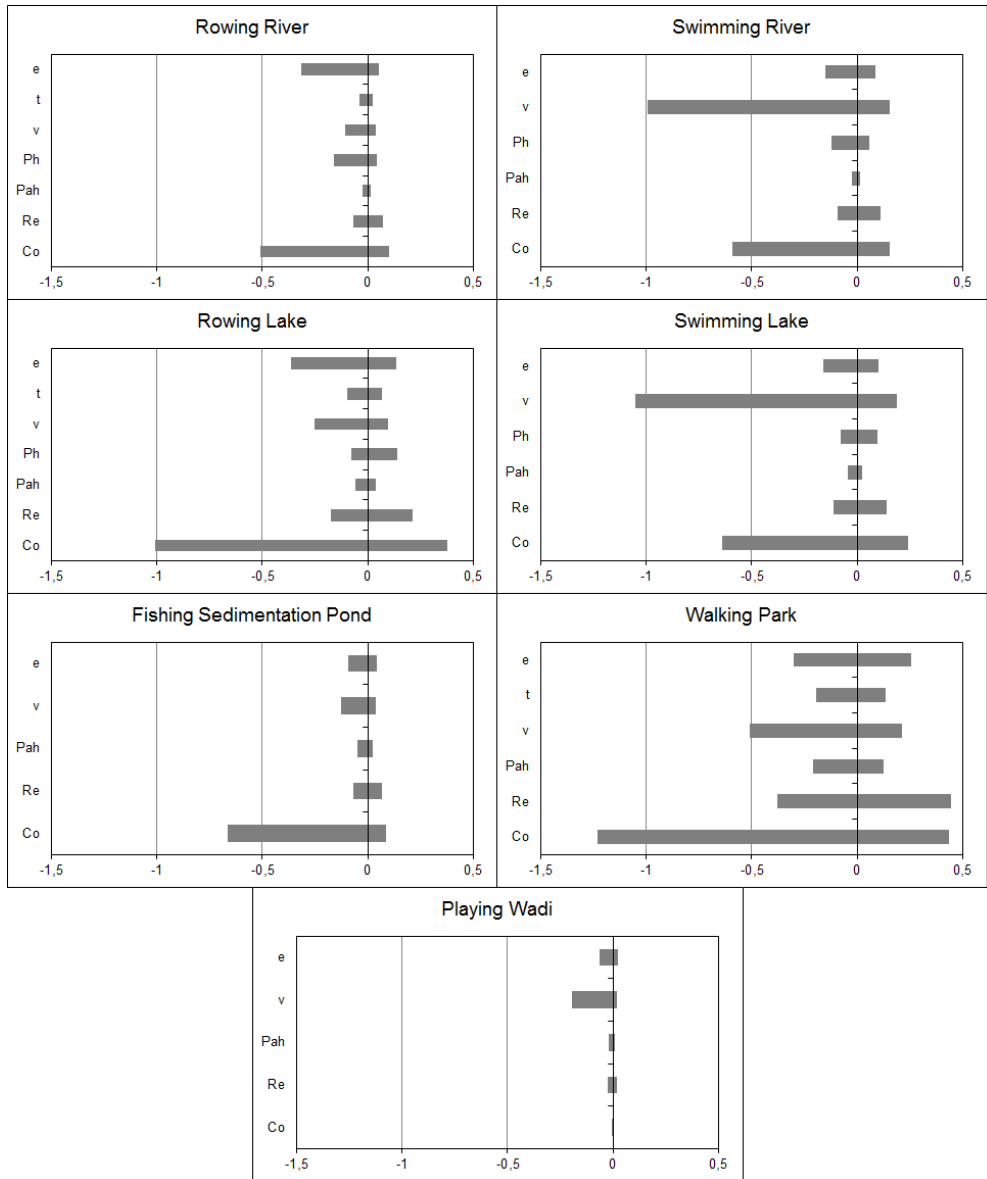 Rowing River
e
t
v
Ph
Pah
Re
Co
-1,5 -1 -0,5 0 0,5
Swimming River
e
v
Ph
Pah
Re
Co
-1,5 -1 -0,5 0 0,5
Rowing Lake
e
t
v
Ph
Pah
Re
Co
-1,5 -1 -0,5 0 0,5
Swimming Lake
e
v
Ph
Pah
Re
Co
-1,5 -1 -0,5 0 0,5
Fishing Sedimentation Pond
e
v
Pah
Re
Co
-1,5 -1 -0,5 0 0,5
Walking Park
e
t
v
Pah
Re
Co
-1,5 -1 -0,5 0 0,5
Playing Wadi
e
v
Pah
Re
Co
-1,5 -1 -0,5 0 0,5